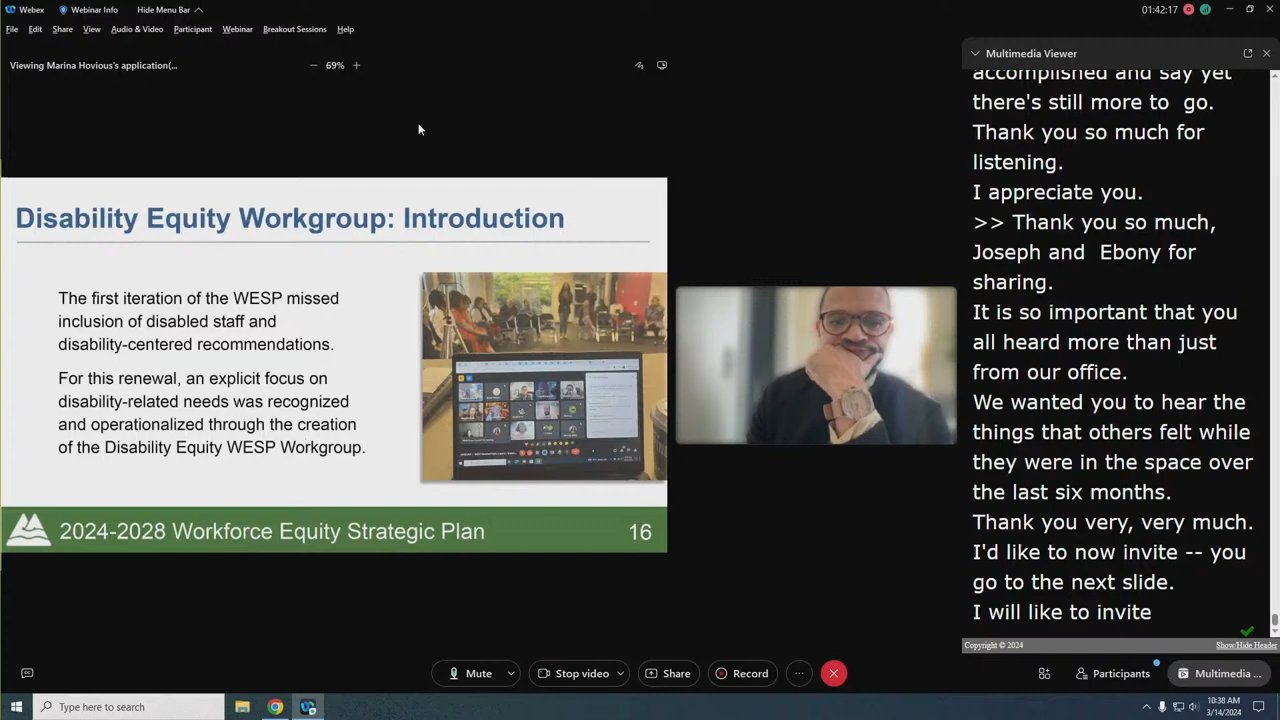 Webex
Webinar Info
Hide Menu Bar
01:42:17
File Edit Share View Audio & Video Participant Webinar Breakout Sessions Help
Viewing Marina Hovious's application(...
69%
Disability Equity Workgroup: Introduction
The first iteration of the WESP missed
inclusion of disabled staff and
disability-centered recommendations.
For this renewal, an explicit focus on
disability-related needs was recognized
and operationalized through the creation
of the Disability Equity WESP Workgroup.
2024-2028 Workforce Equity Strategic Plan
16
Multimedia Viewer
accomplished and say yet
there's still more to go.
Thank you so much for
listening.
I appreciate you.
>> Thank you so much,
Joseph and Ebony for
sharing.
It is so important that you
all heard more than just
from our office.
We wanted you to hear the
things that others felt while
they were in the space over
the last six months.
Thank you very, very much.
I'd like to now invite -- you
go to the next slide.
I will like to invite
Copyright © 2024
Show/Hide Header
Mute
Stop video
Share
Record
Participants
Multimedia ...
Type here to search
10:38 AM
3/14/2024